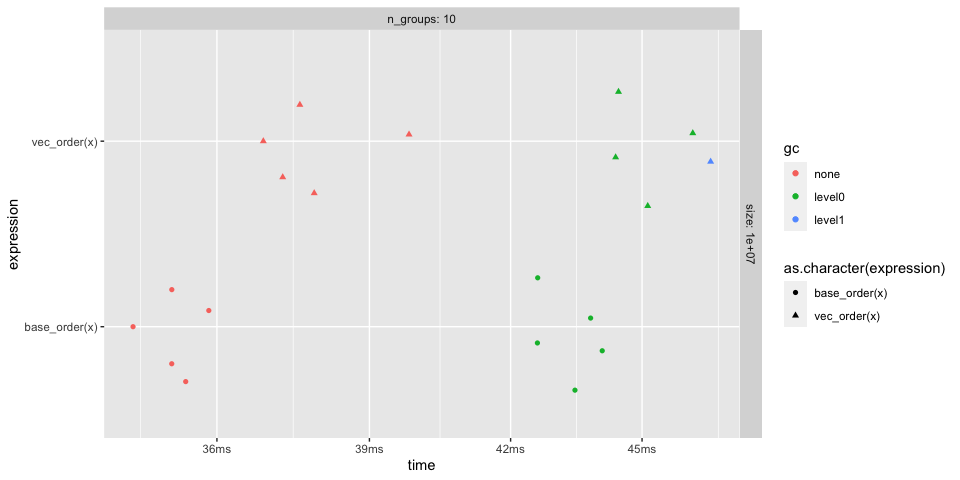 n_groups: 10
vec_order(x)
base_order(x)
expression
size: 1e+07
36ms
39ms
42ms
45ms
time
gc
none
level0
level1
as.character(expression)
base_order(x)
vec_order(x)